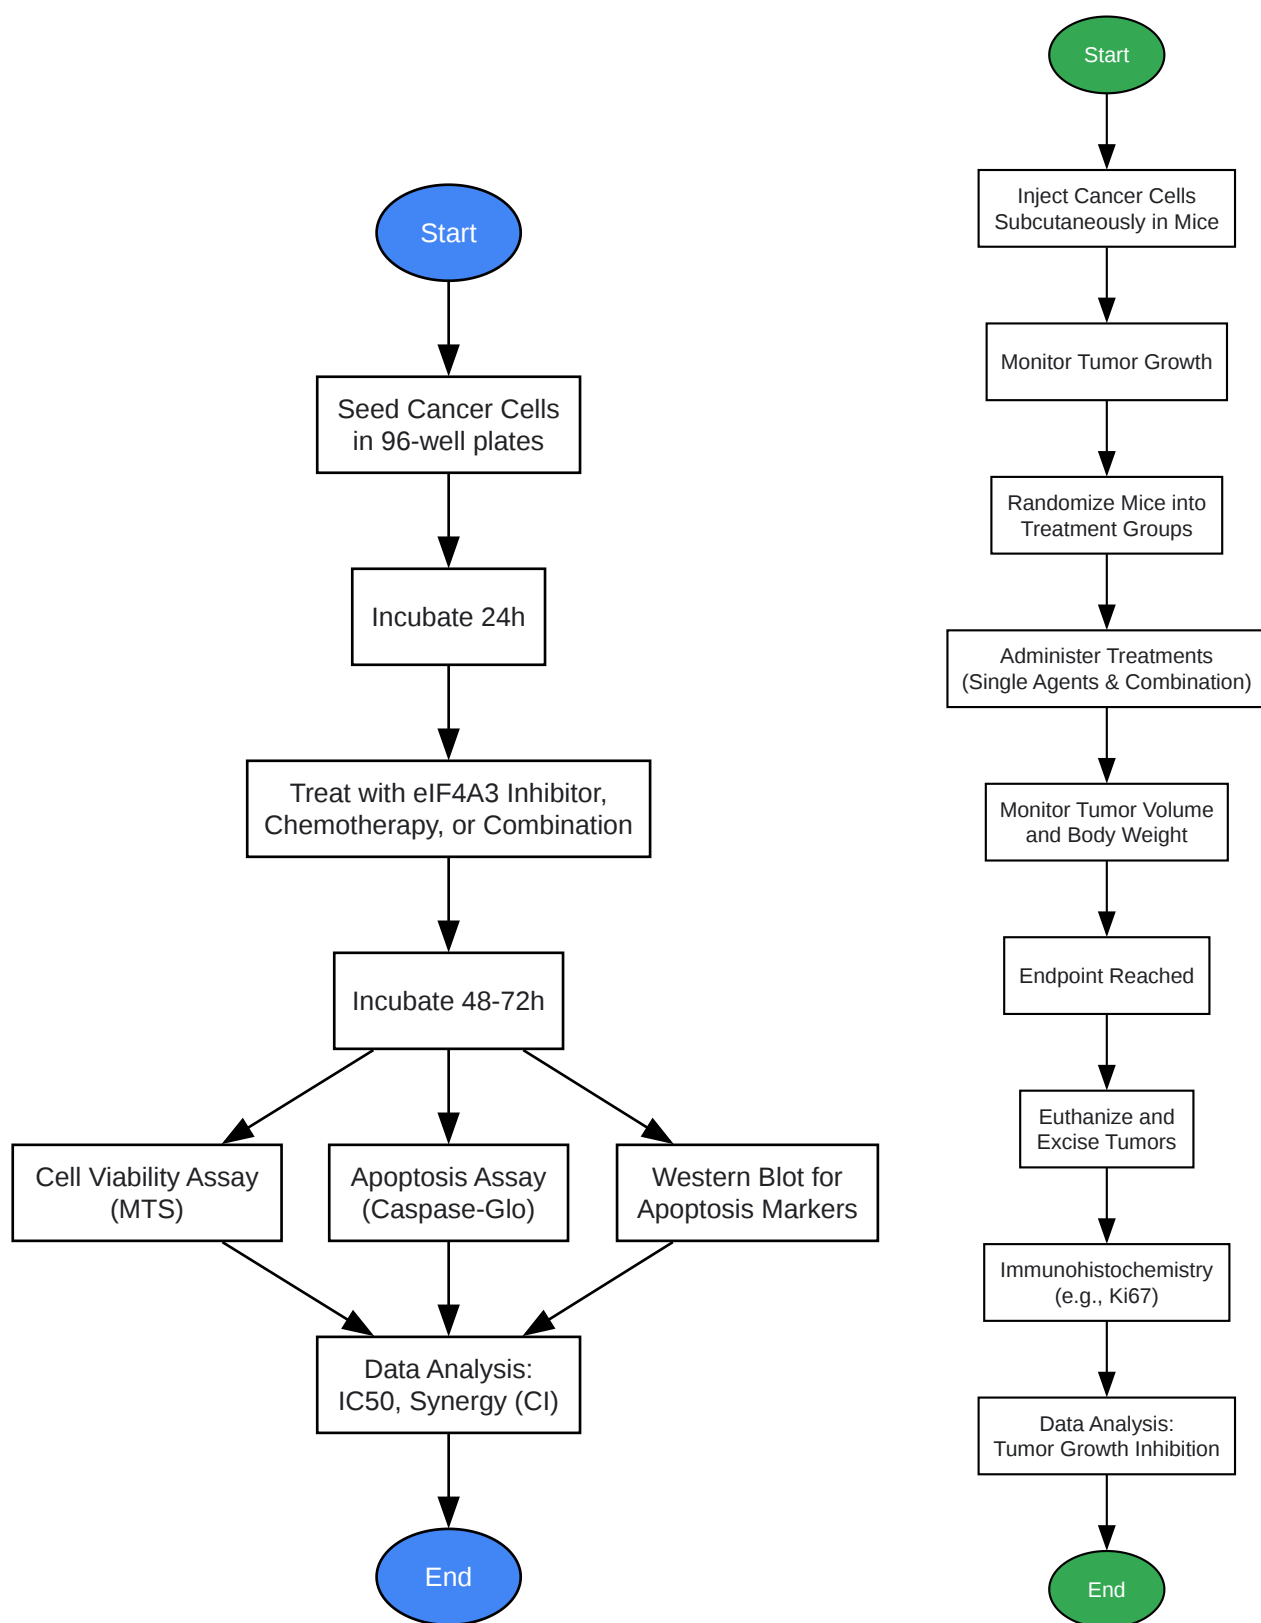 Start
Seed Cancer Cells
in 96-well plates
Incubate 24h
Treat with eIF4A3 Inhibitor,
Chemotherapy, or Combination
Incubate 48-72h
Cell Viability Assay
(MTS)
Apoptosis Assay
(Caspase-Glo)
Western Blot for
Apoptosis Markers
Data Analysis:
IC50, Synergy (CI)
End
Start
Inject Cancer Cells
Subcutaneously in Mice
Monitor Tumor Growth
Randomize Mice into
Treatment Groups
Administer Treatments
(Single Agents & Combination)
Monitor Tumor Volume
and Body Weight
Endpoint Reached
Euthanize and
Excise Tumors
Immunohistochemistry
(e.g., Ki67)
Data Analysis:
Tumor Growth Inhibition
End